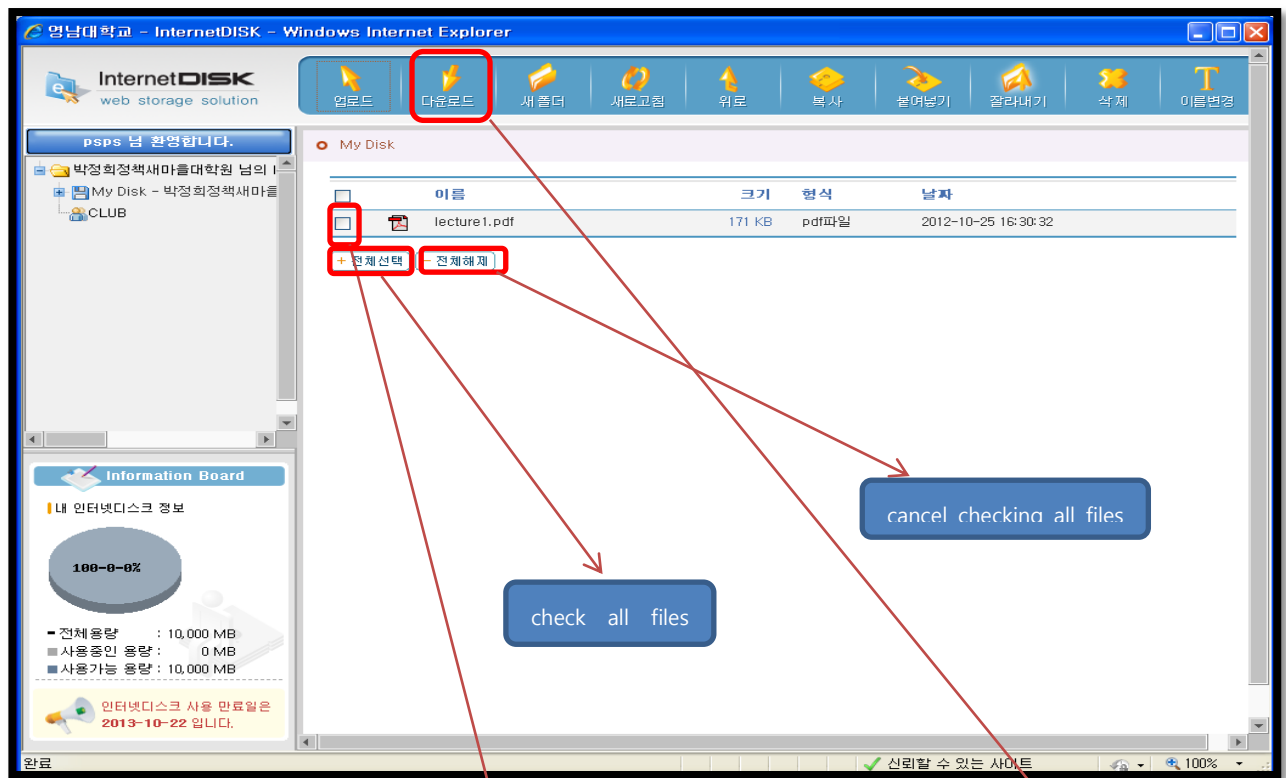 영남대학교 - InternetDISK - Windows Internet Explorer
InternetDISK
web storage solution
업로드 다운로드 새폴더 새로고침 위로 복사 붙여넣기 잘라내기 삭제 이름변경
psps 님 환영합니다.
박정희정책새마을대학원 님의 I
My Disk - 박정희정책새마을
CLUB
My Disk
이름 크기 형식 날짜
lecture1.pdf 171 KB pdf파일 2012-10-25 16:30:32
+ 전체선택 - 전체해제
cancel checking all files
check all files
Information Board
내 인터넷디스크 정보
100-0-0%
전체용량 : 10,000 MB
사용중인 용량 : 0 MB
사용가능 용량 : 10,000 MB
인터넷디스크 사용 만료일은
2013-10-22 입니다.
완료 신뢰할 수 있는 사이트 100%